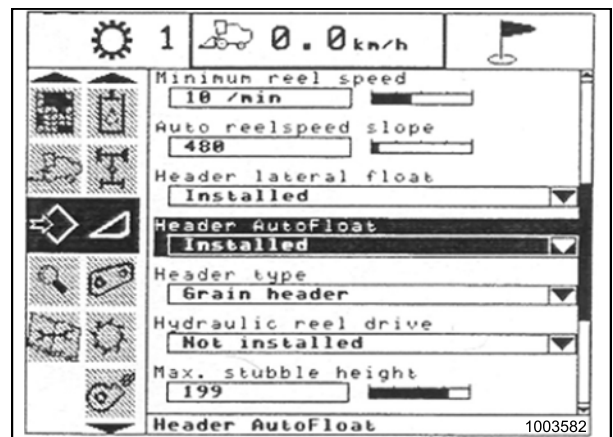 1 0.0km/h
Minimum reel speed
10 /min
Auto reelspeed slope
480
Header lateral float
Installed
Header AutoFloat
Installed
Header type
Grain header
Hydraulic reel drive
Not installed
Max. stubble height
199
Header AutoFloat
1003582